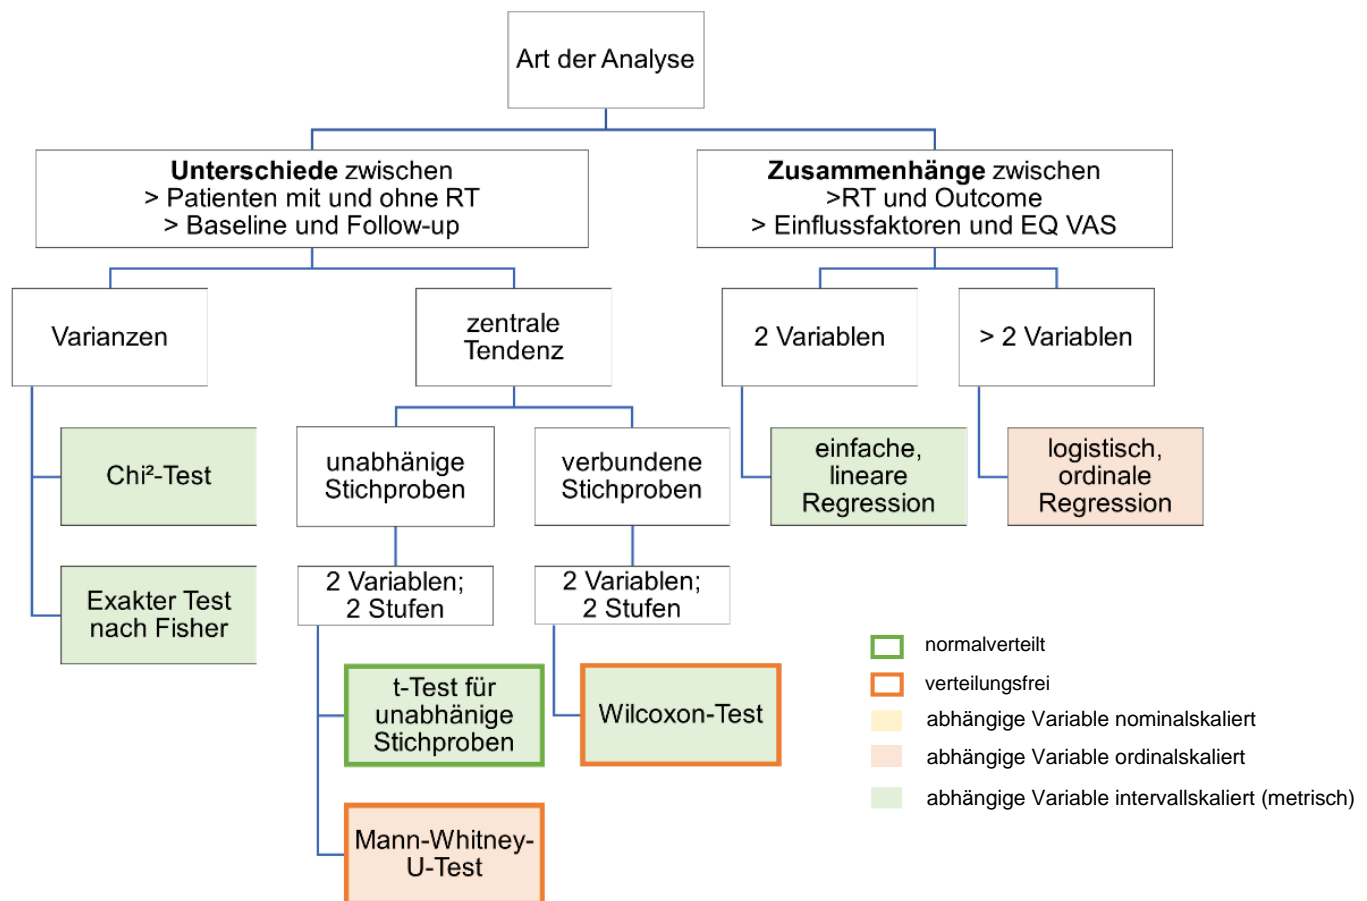 Art der Analyse
Unterschiede zwischen
> Patienten mit und ohne RT
> Baseline und Follow-up
Zusammenhänge zwischen
>RT und Outcome
> Einflussfaktoren und EQ VAS
Varianzen
zentrale
Tendenz
2 Variablen
> 2 Variablen
Chi²-Test
unabhänige
Stichproben
verbundene
Stichproben
einfache,
lineare
Regression
logistisch,
ordinale
Regression
Exakter Test
nach Fisher
2 Variablen;
2 Stufen
2 Variablen;
2 Stufen
t-Test für
unabhänige
Stichproben
Wilcoxon-Test
Mann-Whitney-
U-Test
normalverteilt
verteilungsfrei
abhängige Variable nominalskaliert
abhängige Variable ordinalskaliert
abhängige Variable intervallskaliert (metrisch)